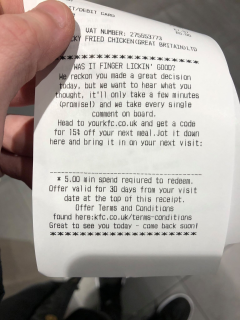 IT/DEBIT CARD
VAT NUMBER: 275653773
CKY FRIED CHICKEN(GREAT BRITAIN)LTD
**********************************
WAS IT FINGER LICKIN' GOOD?
We reckon you made a great decision
today, but we want to hear what you
thought, it'll only take a few minutes
(promise!) and we take every single
comment on board.
Head to yourkfc.co.uk and get a code
for 15% off your next meal.Jot it down
here and bring it in on your next visit:
* 5.00 min spend required to redeem.
Offer valid for 30 days from your visit
date at the top of this receipt.
Offer Terms and Conditions
found here:kfc.co.uk/terms-conditions
Great to see you today - come back soon!
**********************************